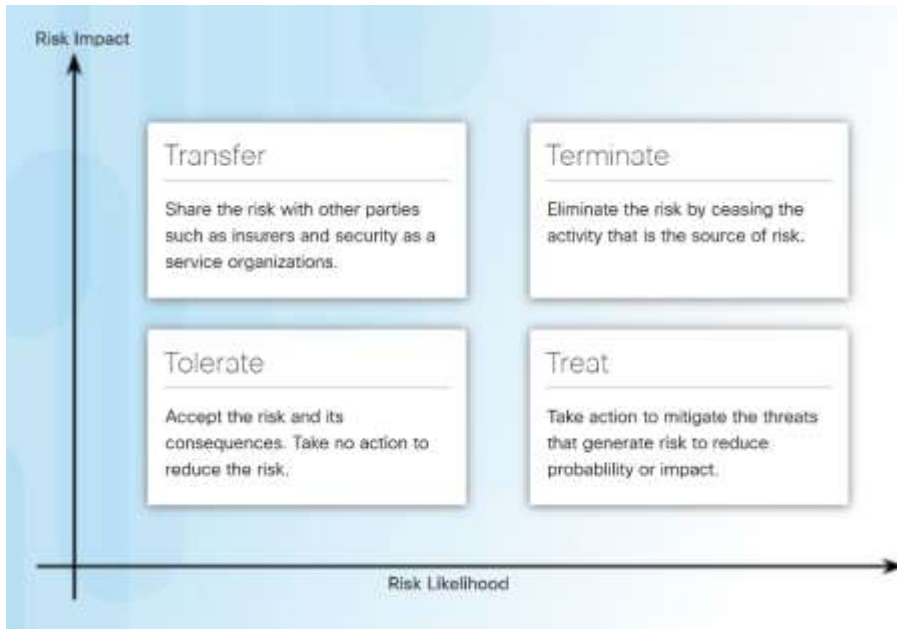 Risk Impact
Transfer
Share the risk with other parties
such as insurers and security as a
service organizations.
Terminate
Eliminate the risk by ceasing the
activity that is the source of risk.
Tolerate
Accept the risk and its
consequences. Take no action to
reduce the risk.
Treat
Take action to mitigate the threats
that generate risk to reduce
probablility or impact.
Risk Likelihood